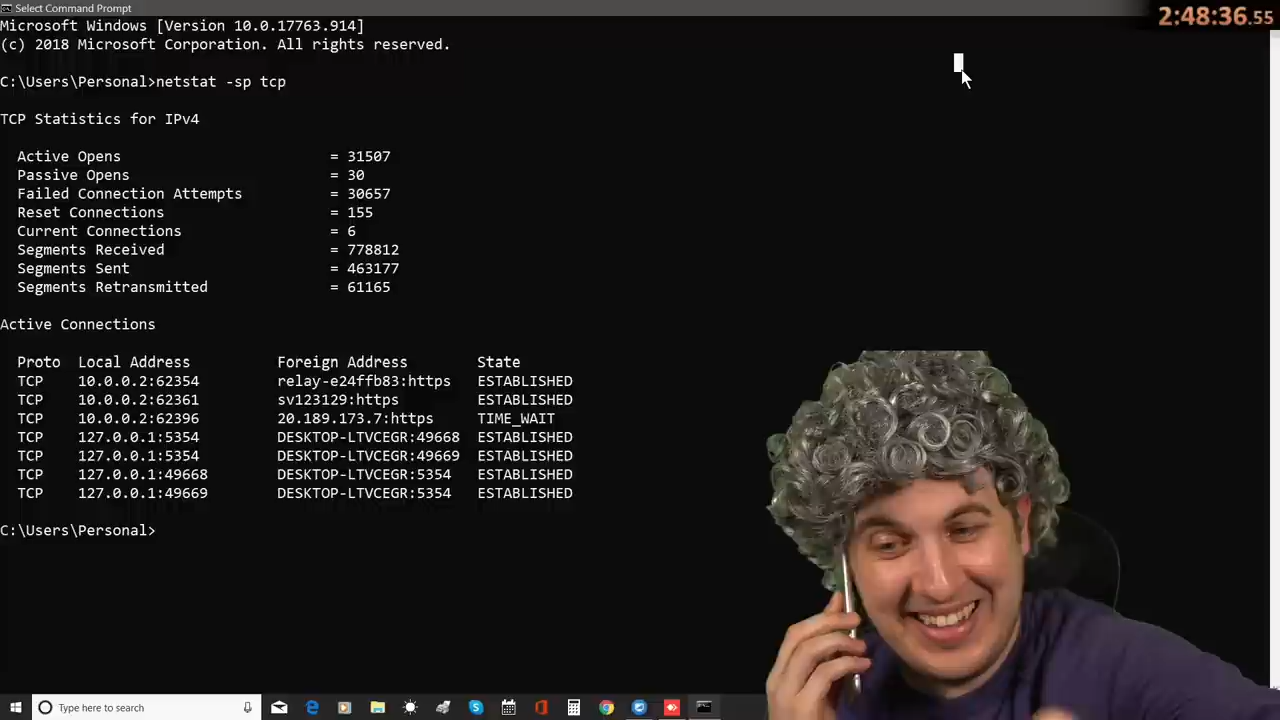 Select Command Prompt
2:48:36.55
Microsoft Windows [Version 10.0.17763.914]
(c) 2018 Microsoft Corporation. All rights reserved.
C:\Users\Personal>netstat -sp tcp
TCP Statistics for IPv4
Active Opens = 31507
Passive Opens = 30
Failed Connection Attempts = 30657
Reset Connections = 155
Current Connections = 6
Segments Received = 778812
Segments Sent = 463177
Segments Retransmitted = 61165
Active Connections
Proto Local Address Foreign Address State
TCP 10.0.0.2:62354 relay-e24ffb83:https ESTABLISHED
TCP 10.0.0.2:62361 sv123129:https ESTABLISHED
TCP 10.0.0.2:62396 20.189.173.7:https TIME_WAIT
TCP 127.0.0.1:5354 DESKTOP-LTVCEGR:49668 ESTABLISHED
TCP 127.0.0.1:5354 DESKTOP-LTVCEGR:49669 ESTABLISHED
TCP 127.0.0.1:49668 DESKTOP-LTVCEGR:5354 ESTABLISHED
TCP 127.0.0.1:49669 DESKTOP-LTVCEGR:5354 ESTABLISHED
C:\Users\Personal>
Type here to search